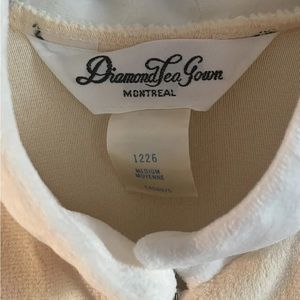 Diamond Tea Gown
MONTREAL
1226
MEDIUM
MOYENNE